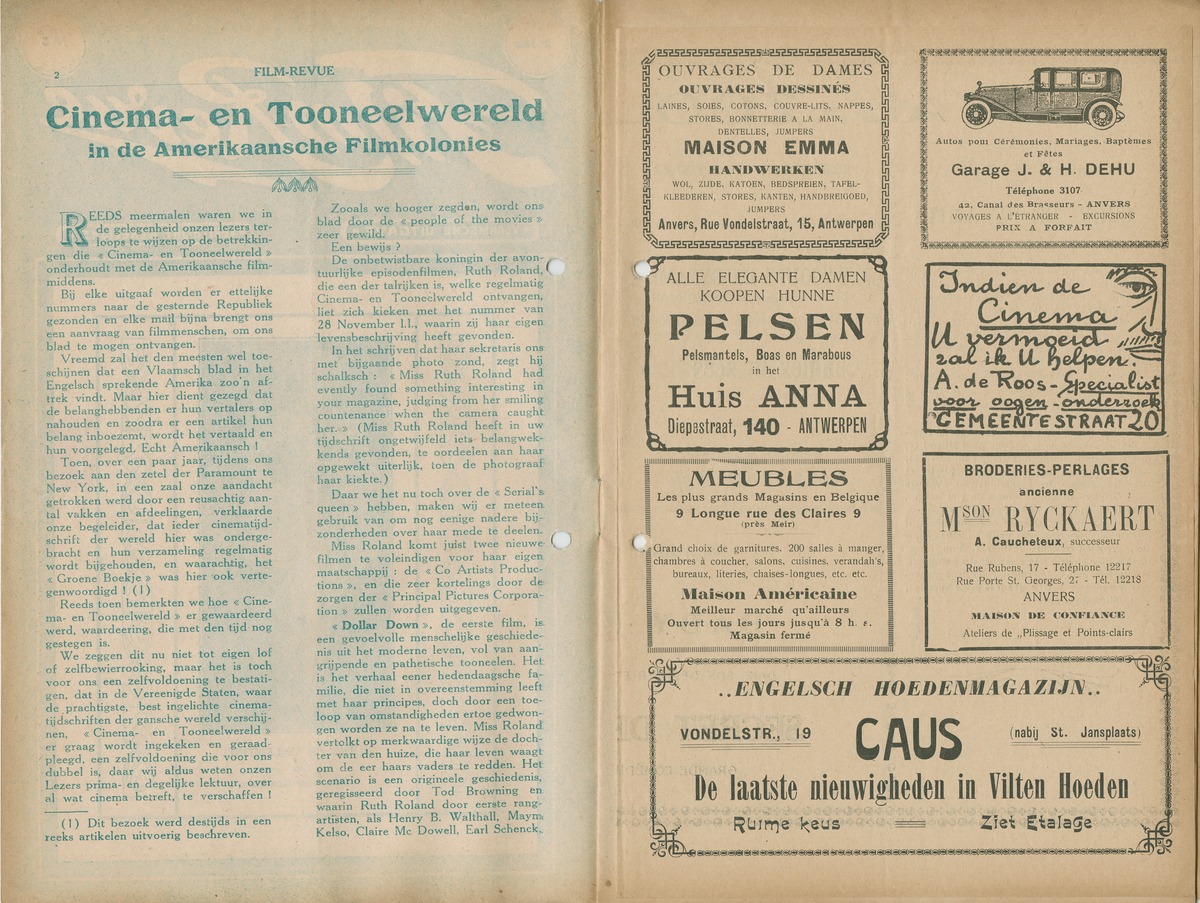 2
FILM-REVUE
Cinema- en Tooneelwereld
in de Amerikaansche Filmkolonies
REEDS meermalen waren we in
de gelegenheid onzen lezers ter-
loops te wijzen op de betrekkin-
gen die « Cinema- en Tooneelwereld »
onderhoudt met de Amerikaansche film-
middens.
Bij elke uitgaaf worden er ettelijke
nummers naar de gesternde Republiek
gezonden en elke mail bijna brengt ons
een aanvraag van filmmenschen, om ons
blad te mogen ontvangen.
Vreemd zal het den meesten wel toe-
schijnen dat een Vlaamsch blad in het
Engelsch sprekende Amerika zoo'n af-
trek vindt. Maar hier dient gezegd dat
de belanghebbenden er hun vertalers op
nahouden en zoodra er een artikel hun
belang inboezemt, wordt het vertaald en
hun voorgelegd. Echt Amerikaansch !
Toen, over een paar jaar, tijdens ons
bezoek aan den zetel der Paramount te
New York, in een zaal onze aandacht
getrokken werd door een reusachtig aan-
tal vakken en afdeelingen, verklaarde
onze begeleider, dat ieder cinematijd-
schrift der wereld hier was onderge-
bracht en hun verzameling regelmatig
wordt bijgehouden, en waarachtig, het
« Groene Boekje » was hier ook verte-
genwoordigd ! (1)
Reeds toen bemerkten we hoe « Cine-
ma- en Tooneelwereld » er gewaardeerd
werd, waardeering, die met den tijd nog
gestegen is.
We zeggen dit nu niet tot eigen lof
of zelfbewierrooking, maar het is toch
voor ons een zelfvoldoening te bestati-
gen, dat in de Vereenigde Staten, waar
de prachtigste, best ingelichte cinema-
tijdschriften der gansche wereld verschij-
nen, « Cinema- en Tooneelwereld »
er graag wordt ingekeken en geraad-
pleegd, een zelfvoldoening die voor ons
dubbel is, daar wij aldus weten onzen
Lezers prima- en degelijke lektuur, over
al wat cinema betreft, te verschaffen !
(1) Dit bezoek werd destijds in een
reeks artikelen uitvoerig beschreven.
Zooals we hooger zegden, wordt ons
blad door de « people of the movies »
zeer gewild.
Een bewijs ?
De onbetwistbare koningin der avon-
tuurlijke episodenfilmen, Ruth Roland,
die een der talrijken is, welke regelmatig
Cinema- en Tooneelwereld ontvangen,
liet zich kieken met het nummer van
28 November l.l., waarin zij haar eigen
levensbeschrijving heeft gevonden.
In het schrijven dat haar sekretaris ons
met bijgaande photo zond, zegt hij
schalksch : « Miss Ruth Roland had
evently found something interesting in
your magazine, judging from her smiling
countenance when the camera caught
her. » (Miss Ruth Roland heeft in uw
tijdschrift ongetwijfeld iets belangwek-
kends gevonden, te oordeelen aan haar
opgewekt uiterlijk, toen de photograaf
haar kiekte.)
Daar we het nu toch over de « Serial's
queen » hebben, maken wij er meteen
gebruik van om nog eenige nadere bij-
zonderheden over haar mede te deelen.
Miss Roland komt juist twee nieuwe
filmen te voleindigen voor haar eigen
maatschappij : de « Co Artists Produc-
tions », en die zeer kortelings door de
zorgen der « Principal Pictures Corpora-
tion » zullen worden uitgegeven.
« Dollar Down », de eerste film, is
een gevoelvolle menschelijke geschiede-
nis uit het moderne leven, vol van aan-
grijpende en pathetische tooneelen. Het
is het verhaal eener hedendaagsche fa-
milie, die niet in overeenstemming leeft
met haar principes, doch door een toe-
loop van omstandigheden ertoe gedwon-
gen worden ze na te leven. Miss Roland
vertolkt op merkwaardige wijze de doch-
ter van den huize, die haar leven waagt
om de eer haars vaders te redden. Het
scenario is een origineele geschiedenis,
geregisseerd door Tod Browning en
waarin Ruth Roland door eerste rang-
artisten, als Henry B. Walthall, Maym
Kelso, Claire Mc Dowell, Earl Schenck,
OUVRAGES DE DAMES
OUVRAGES DESSINÉS
LAINES, SOIES, COTONS, COUVRE-LITS, NAPPES,
STORES, BONNETTERIE A LA MAIN,
DENTELLES, JUMPERS
MAISON EMMA
HANDWERKEN
WOL, ZIJDE, KATOEN, BEDSPREIEN, TAFEL-
KLEEDEREN, STORES, KANTEN, HANDBREIGOED,
JUMPERS
Anvers, Rue Vondelstraat, 15, Antwerpen
Autos pour Cérémonies, Mariages, Baptèmes
et Fêtes
Garage J. & H. DEHU
Téléphone 3107
42, Canal des Brasseurs - ANVERS
VOYAGES A L'ETRANGER - EXCURSIONS
PRIX A FORFAIT
ALLE ELEGANTE DAMEN
KOOPEN HUNNE
PELSEN
Pelsmantels, Boas en Marabous
in het
Huis ANNA
Diepestraat, 140 - ANTWERPEN
Indien de
Cinema
U vermoeid
zal ik U helpen.
A. de Roos - Specialist
voor oogen-onderzoek
GEMEENTESTRAAT 20
MEUBLES
Les plus grands Magasins en Belgique
9 Longue rue des Claires 9
(près Meir)
Grand choix de garnitures. 200 salles à manger,
chambres à coucher, salons, cuisines, verandah's,
bureaux, literies, chaises-longues, etc. etc.
Maison Américaine
Meilleur marché qu'ailleurs
Ouvert tous les jours jusqu'à 8 h. s.
Magasin fermé
BRODERIES-PERLAGES
ancienne
MSON RYCKAERT
A. Caucheteux, successeur
Rue Rubens, 17 - Téléphone 12217
Rue Porte St. Georges, 27 - Tél. 12218
ANVERS
MAISON DE CONFIANCE
Ateliers de „Plissage et Points-clairs
..ENGELSCH HOEDENMAGAZIJN..
VONDELSTR., 19
CAUS
(nabij St. Jansplaats)
De laatste nieuwigheden in Vilten Hoeden
Ruime keus
Ziet Etalage